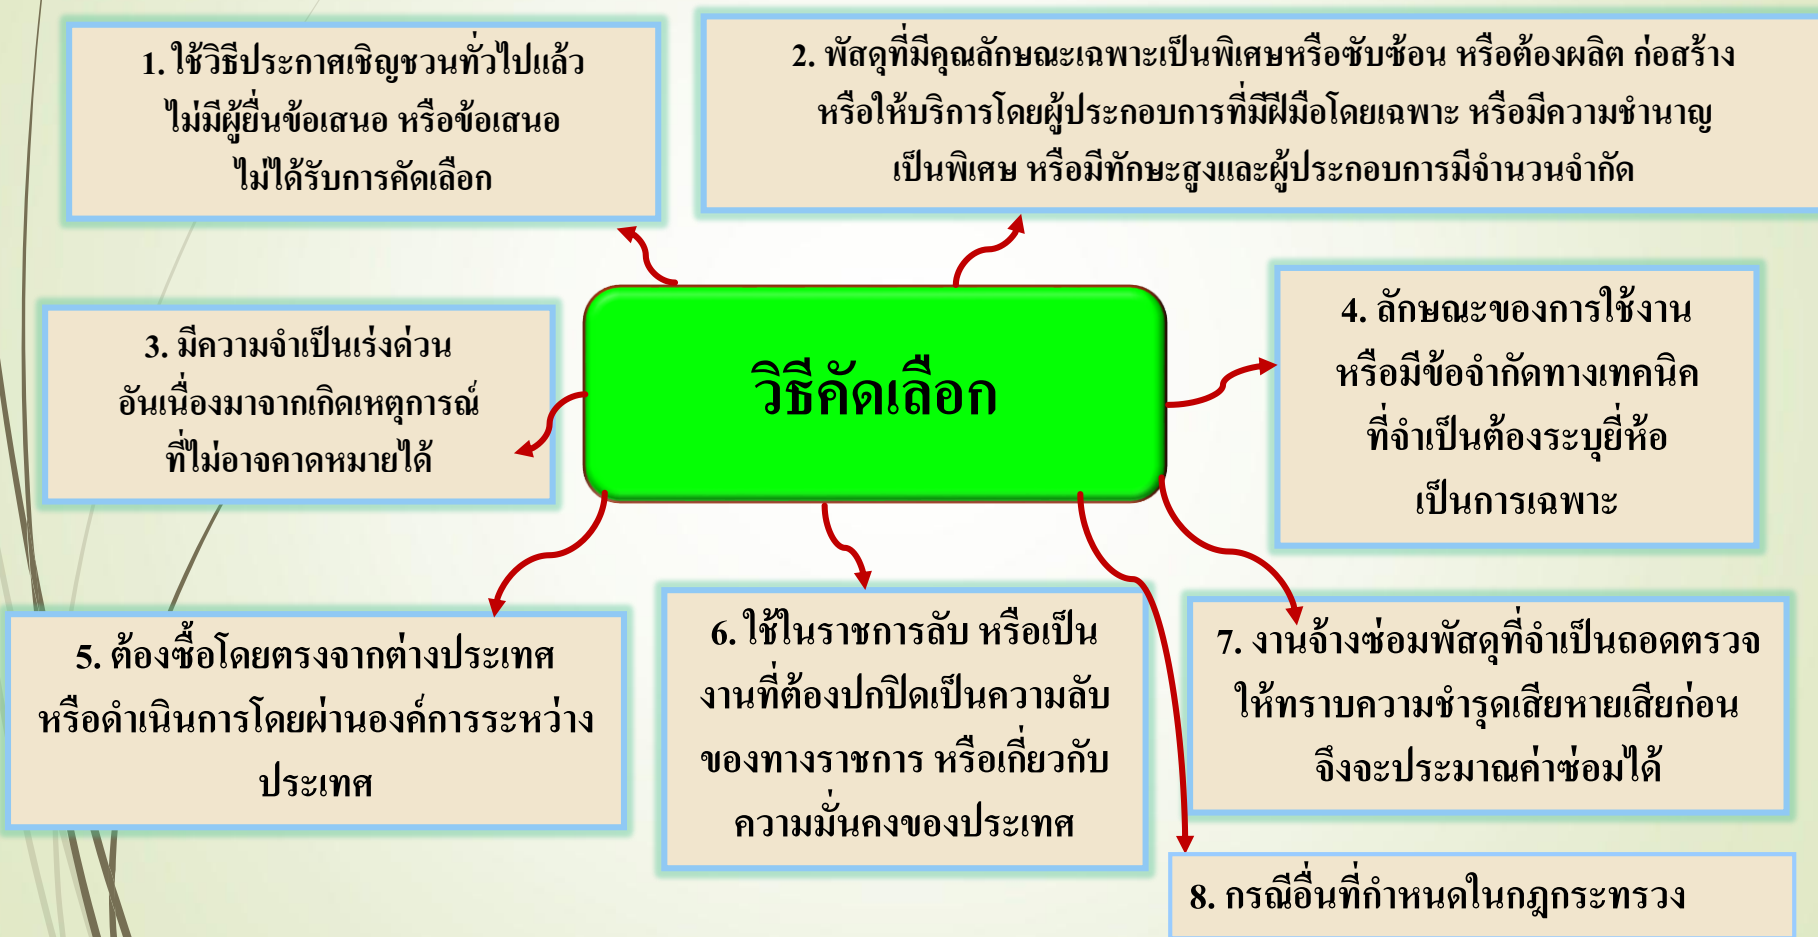 1. ใช้วิธีประกาศเชิญชวนทั่วไปแล้ว
ไม่มีผู้ยื่นข้อเสนอ หรือข้อเสนอ
ไม่ได้รับการคัดเลือก
2. พัสดุที่มีคุณลักษณะเฉพาะเป็นพิเศษหรือซับซ้อน หรือต้องผลิต ก่อสร้าง
หรือให้บริการโดยผู้ประกอบการที่มีฝีมือโดยเฉพาะ หรือมีความชำนาญ
เป็นพิเศษ หรือมีทักษะสูงและผู้ประกอบการมีจำนวนจำกัด
วิธีคัดเลือก
3. มีความจำเป็นเร่งด่วน
อันเนื่องมาจากเกิดเหตุการณ์
ที่ไม่อาจคาดหมายได้
4. ลักษณะของการใช้งาน
หรือมีข้อจำกัดทางเทคนิค
ที่จำเป็นต้องระบุยี่ห้อ
เป็นการเฉพาะ
5. ต้องซื้อโดยตรงจากต่างประเทศ
หรือดำเนินการโดยผ่านองค์การระหว่าง
ประเทศ
6. ใช้ในราชการลับ หรือเป็น
งานที่ต้องปกปิดเป็นความลับ
ของทางราชการ หรือเกี่ยวกับ
ความมั่นคงของประเทศ
7. งานจ้างซ่อมพัสดุที่จำเป็นถอดตรวจ
ให้ทราบความชำรุดเสียหายเสียก่อน
จึงจะประมาณค่าซ่อมได้
8. กรณีอื่นที่กำหนดในกฎกระทรวง